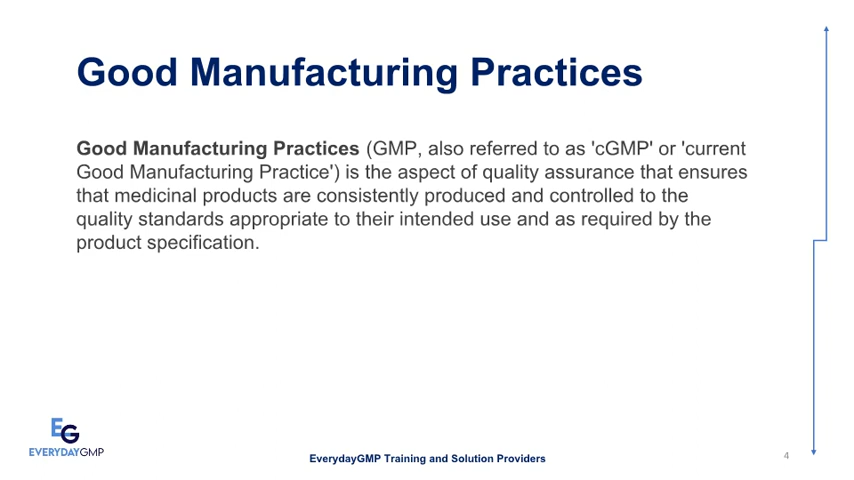 Good Manufacturing Practices
Good Manufacturing Practices (GMP, also referred to as 'cGMP' or 'current
Good Manufacturing Practice') is the aspect of quality assurance that ensures
that medicinal products are consistently produced and controlled to the
quality standards appropriate to their intended use and as required by the
product specification.
EG
EVERYDAYGMP
EverydayGMP Training and Solution Providers
4